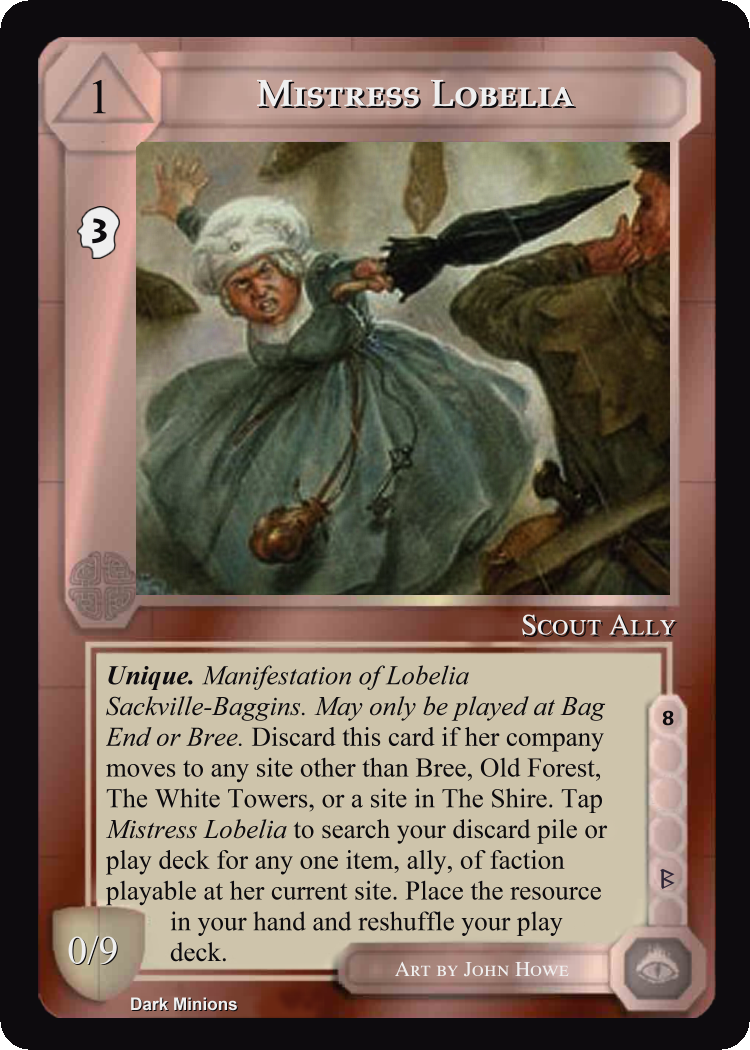 1
Mistress Lobelia
3
Scout Ally
Unique. Manifestation of Lobelia
Sackville-Baggins. May only be played at Bag
End or Bree. Discard this card if her company
moves to any site other than Bree, Old Forest,
The White Towers, or a site in The Shire. Tap
Mistress Lobelia to search your discard pile or
play deck for any one item, ally, of faction
playable at her current site. Place the resource
in your hand and reshuffle your play
deck.
8
0/9
Art by John Howe
Dark Minions